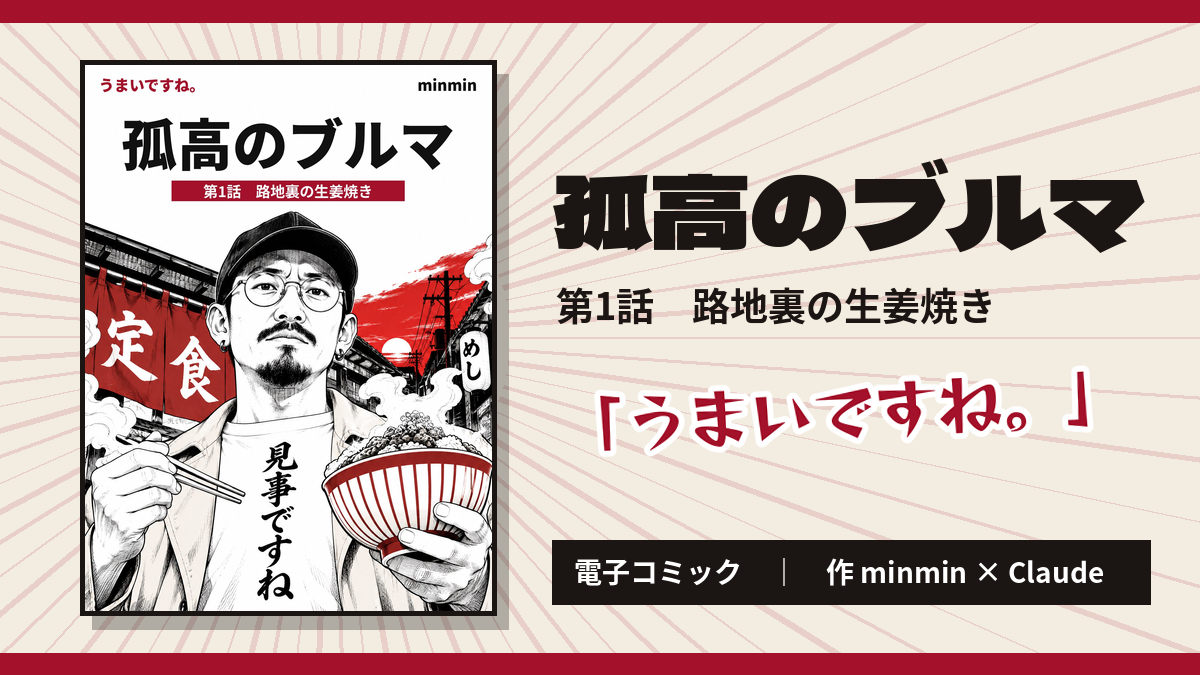 うまいですね。
minmin
孤高のブルマ
第1話　路地裏の生姜焼き
定食
めし
見事ですね
孤高のブルマ
第1話　路地裏の生姜焼き
「うまいですね。」
電子コミック　｜　作 minmin × Claude